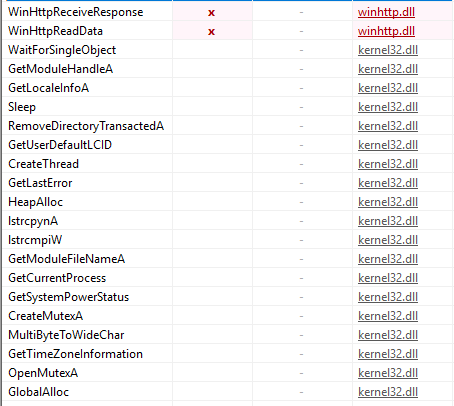 WinHttpReceiveResponse x - winhttp.dll
WinHttpReadData x - winhttp.dll
WaitForSingleObject - kernel32.dll
GetModuleHandleA - kernel32.dll
GetLocaleInfoA - kernel32.dll
Sleep - kernel32.dll
RemoveDirectoryTransactedA - kernel32.dll
GetUserDefaultLCID - kernel32.dll
CreateThread - kernel32.dll
GetLastError - kernel32.dll
HeapAlloc - kernel32.dll
lstrcpynA - kernel32.dll
lstrcmpiW - kernel32.dll
GetModuleFileNameA - kernel32.dll
GetCurrentProcess - kernel32.dll
GetSystemPowerStatus - kernel32.dll
CreateMutexA - kernel32.dll
MultiByteToWideChar - kernel32.dll
GetTimeZoneInformation - kernel32.dll
OpenMutexA - kernel32.dll
GlobalAlloc - kernel32.dll